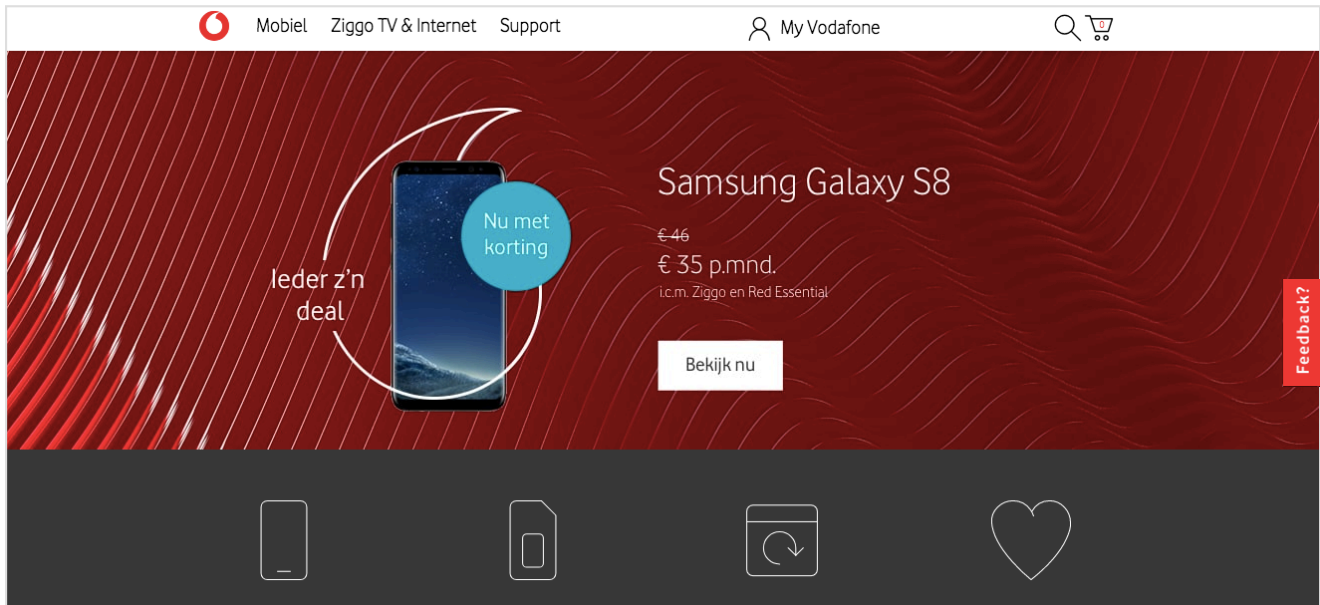 Mobiel Ziggo TV & Internet Support My Vodafone 0
Samsung Galaxy S8
Nu met
korting
€ 46
€ 35 p.mnd.
Ieder z'n
deal
i.c.m. Ziggo en Red Essential
Bekijk nu
Feedback?